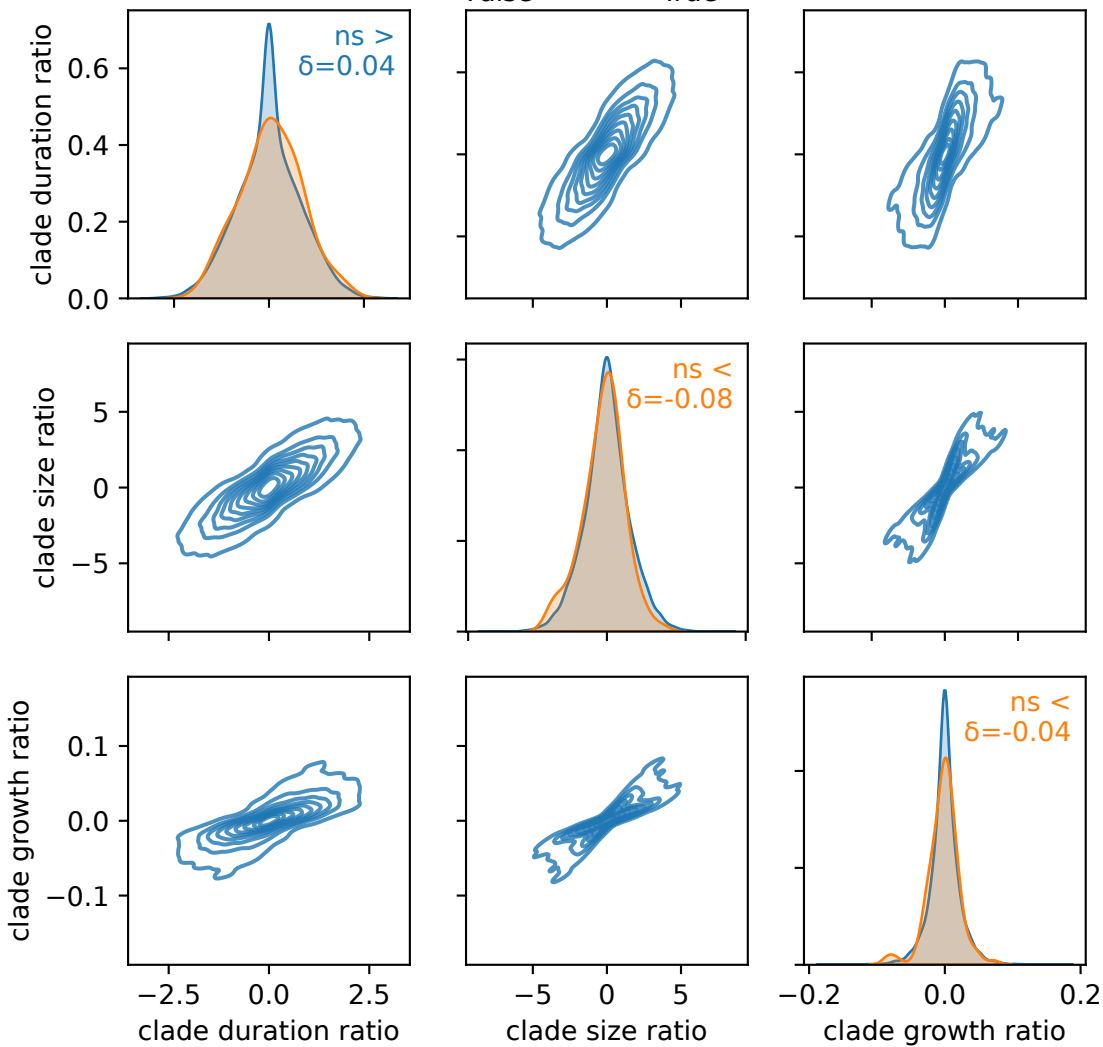 clade duration ratio
0.6
0.4
0.2
0.0
ns >
δ=0.04
clade size ratio
5
0
−5
ns <
δ=-0.08
clade growth ratio
0.1
0.0
−0.1
ns <
δ=-0.04
−2.5 0.0 2.5
−5 0 5
−0.2 0.0 0.2
clade duration ratio
clade size ratio
clade growth ratio